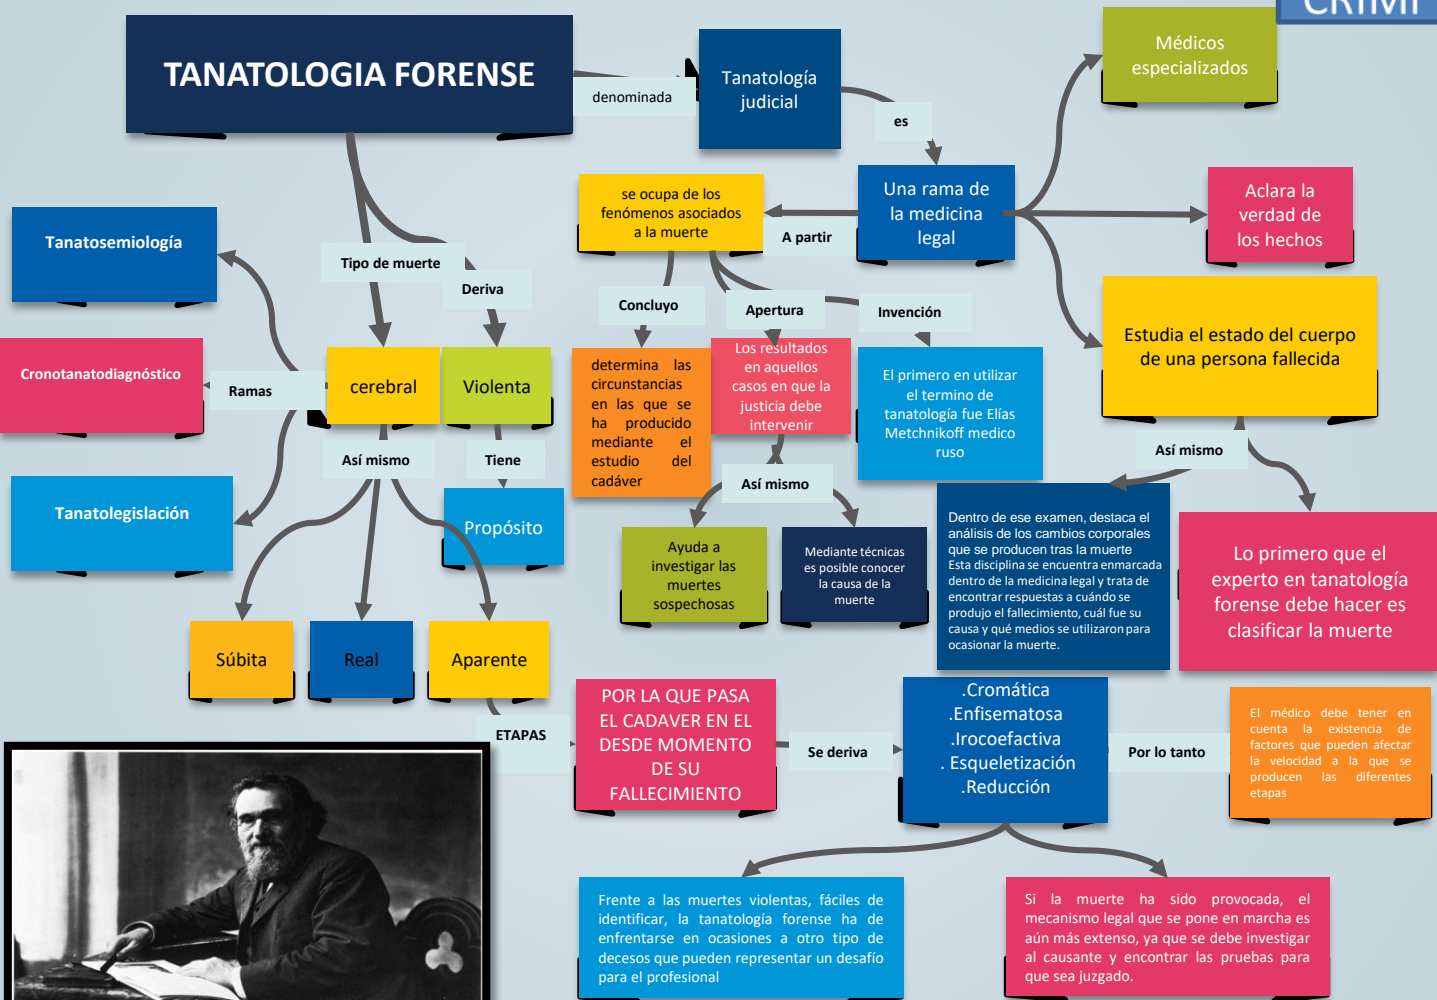 CRIMI
TANATOLOGIA FORENSE
denominada
Tanatología
judicial
es
Médicos
especializados
Una rama de
la medicina
legal
Aclara la
verdad de
los hechos
se ocupa de los
fenómenos asociados
a la muerte
A partir
Tanatosemiología
Tipo de muerte
Deriva
Concluyo
Apertura
Invención
Estudia el estado del cuerpo
de una persona fallecida
Cronotanatodiagnóstico
Ramas
cerebral
Violenta
determina las
circunstancias
en las que se
ha producido
mediante el
estudio del
cadáver
Los resultados
en aquellos
casos en que la
justicia debe
intervenir
El primero en utilizar
el termino de
tanatología fue Elías
Metchnikoff medico
ruso
Así mismo
Tiene
Así mismo
Así mismo
Tanatolegislación
Propósito
Ayuda a
investigar las
muertes
sospechosas
Mediante técnicas
es posible conocer
la causa de la
muerte
Dentro de ese examen, destaca el
análisis de los cambios corporales
que se producen tras la muerte
Esta disciplina se encuentra enmarcada
dentro de la medicina legal y trata de
encontrar respuestas a cuándo se
produjo el fallecimiento, cuál fue su
causa y qué medios se utilizaron para
ocasionar la muerte.
Lo primero que el
experto en tanatología
forense debe hacer es
clasificar la muerte
Súbita
Real
Aparente
ETAPAS
POR LA QUE PASA
EL CADAVER EN EL
DESDE MOMENTO
DE SU
FALLECIMIENTO
Se deriva
.Cromática
.Enfisematosa
.Irocoefactiva
. Esqueletización
.Reducción
Por lo tanto
El médico debe tener en
cuenta la existencia de
factores que pueden afectar
la velocidad a la que se
producen las diferentes
etapas
Frente a las muertes violentas, fáciles de
identificar, la tanatología forense ha de
enfrentarse en ocasiones a otro tipo de
decesos que pueden representar un desafío
para el profesional
Si la muerte ha sido provocada, el
mecanismo legal que se pone en marcha es
aún más extenso, ya que se debe investigar
al causante y encontrar las pruebas para
que sea juzgado.